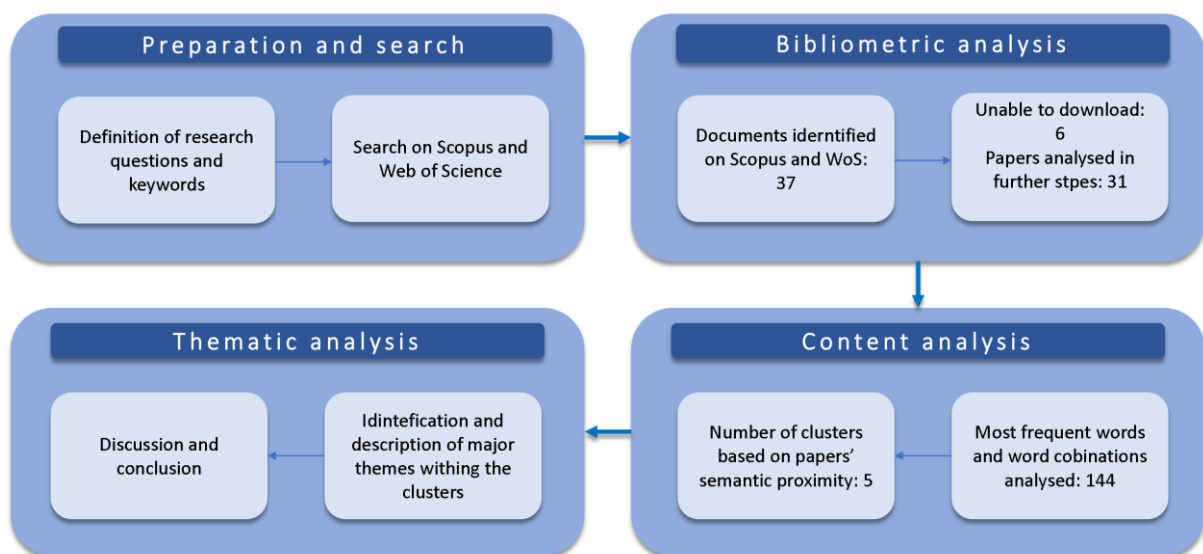 Preparation and search
Definition of research
questions and
keywords
Search on Scopus and
Web of Science
Bibliometric analysis
Documents iderntified
on Scopus and WoS:
37
Unable to download:
6
Papers analysed in
further stpes: 31
Thematic analysis
Discussion and
conclusion
Idintefication and
description of major
themes withing the
clusters
Content analysis
Number of clusters
based on papers’
semantic proximity: 5
Most frequent words
and word cobinations
analysed: 144